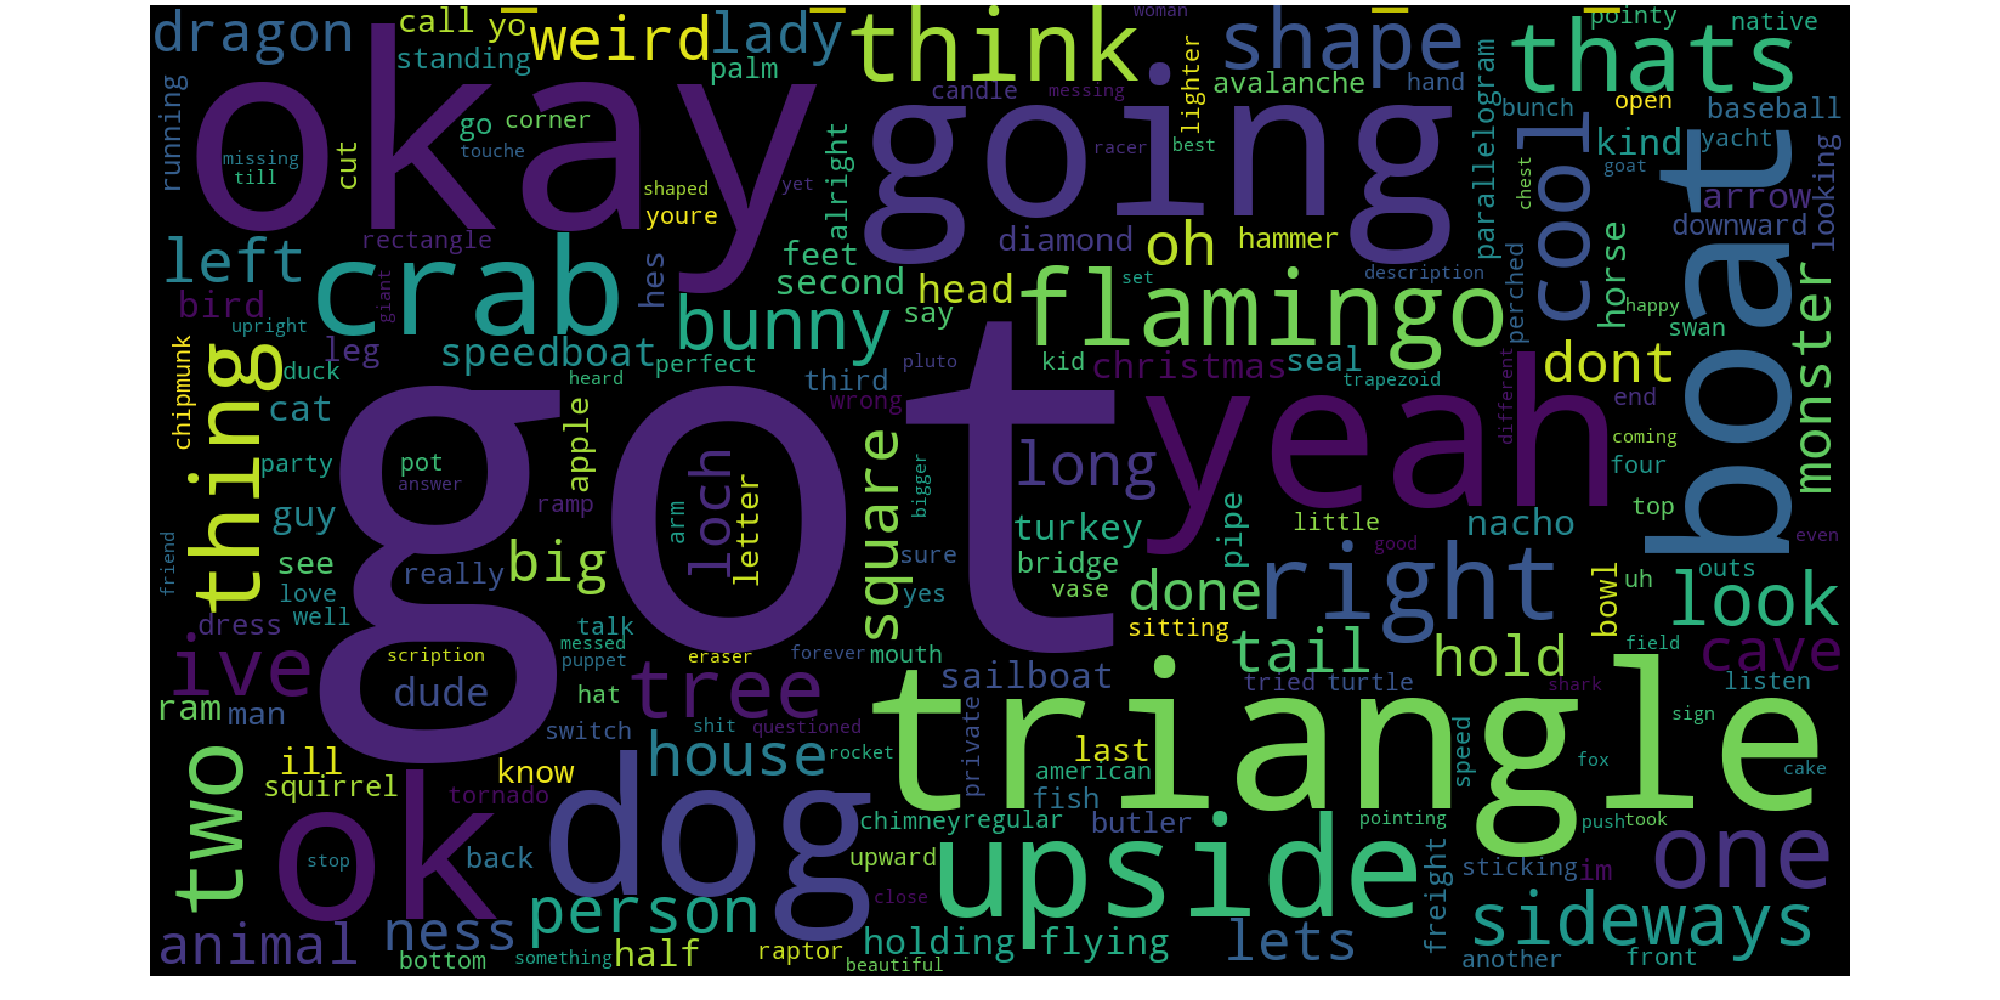 dragon
call
yo
weird
lady
think
woman
shape
pointy
native
thats
standing
palm
running
okay
going
candle
messing
lighter
avalanche
hand
parallelogram
bunch
open
baseball
go
corner
cut
touche
missing
till
shaped
youre
yet
alright
racer
best
cool
chest
kind
yacht
goat
boat
arrow
looking
downward
left
rectangle
crab
hes
feet
second
diamond
oh
hammer
description
perched
horse
bird
giant
upright
leg
speedboat
bunny
perfect
head
say
flamingo
set
happy
swan
monster
thing
duck
heard
third
pluto
kid
christmas
seal
trapezoid
dont
chipmunk
cat
wrong
different
end
got
yeah
apple
square
long
coming
party
pot
answer
loch
letter
bigger
four
guy
ramp
arm
turkey
pipe
little
nacho
top
friend
see
really
big
sure
bridge
good
even
love
well
yes
vase
done
right
bowl
uh
outs
look
dress
talk
sitting
ive
scription
messed
puppet
eraser
forever
mouth
tail
hold
field
cave
ram
man
dude
hat
tree
sailboat
tried
turtle
shark
listen
switch
shit
questioned
private
triangle
speed
sign
two
ill
squirrel
know
house
rocket
last
american
fish
fox
cake
tornado
ok
dog
chimney
regular
butler
pointing
push
took
stop
back
upward
upside
freight
sticking
im
one
close
person
animal
ness
half
raptor
holding
flying
lets
sideways
bottom
something
beautiful
another
front